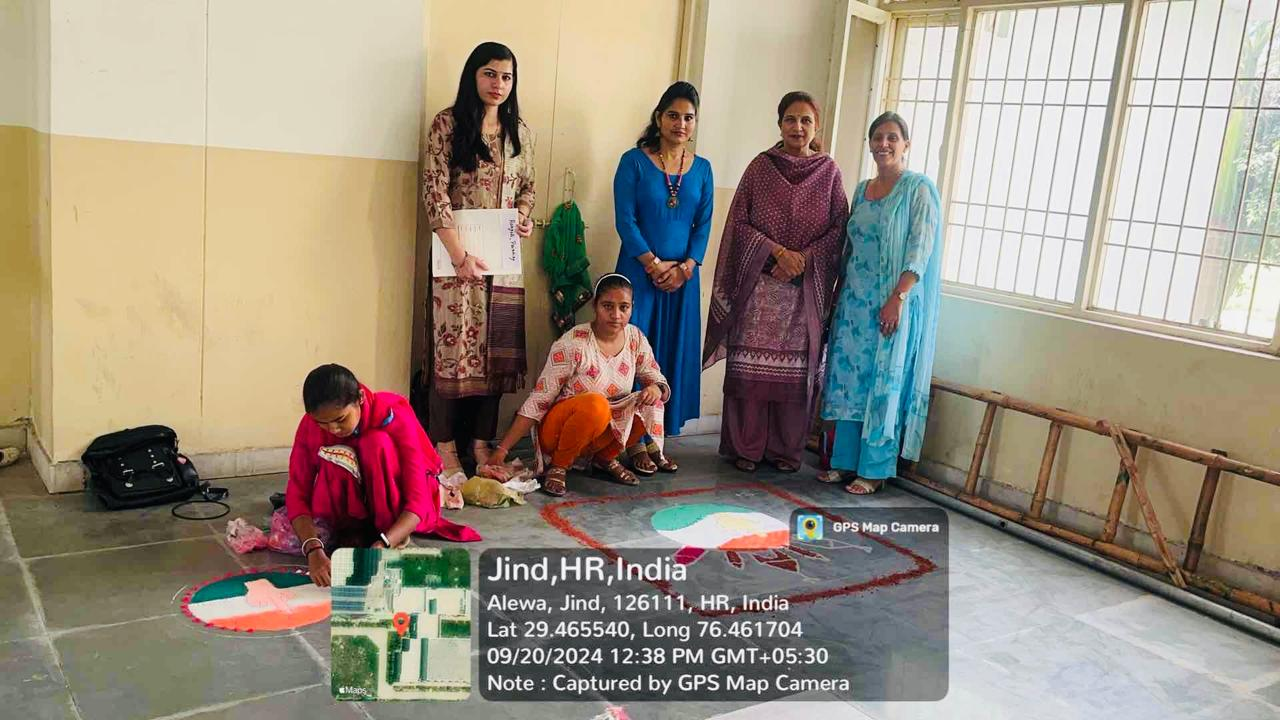 GPS Map Camera
Jind,HR,India
Alewa, Jind, 126111, HR, India
Lat 29.465540, Long 76.461704
09/20/2024 12:38 PM GMT+05:30
Note : Captured by GPS Map Camera
Maps